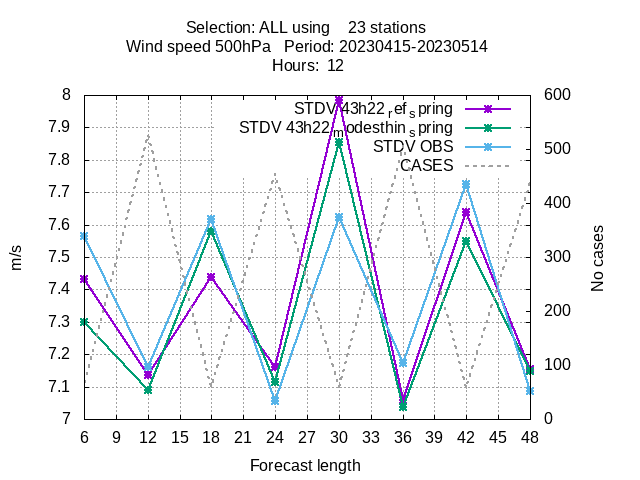 Selection: ALL using    23 stations
Wind speed 500hPa   Period: 20230415-20230514
Hours:  12
STDV 43h22_ref_spring
STDV 43h22_modesthin_spring
STDV OBS
CASES
8
7.9
7.8
7.7
7.6
7.5
7.4
7.3
7.2
7.1
7
600
500
400
300
200
100
0
m/s
No cases
6 9 12 15 18 21 24 27 30 33 36 39 42 45 48
Forecast length